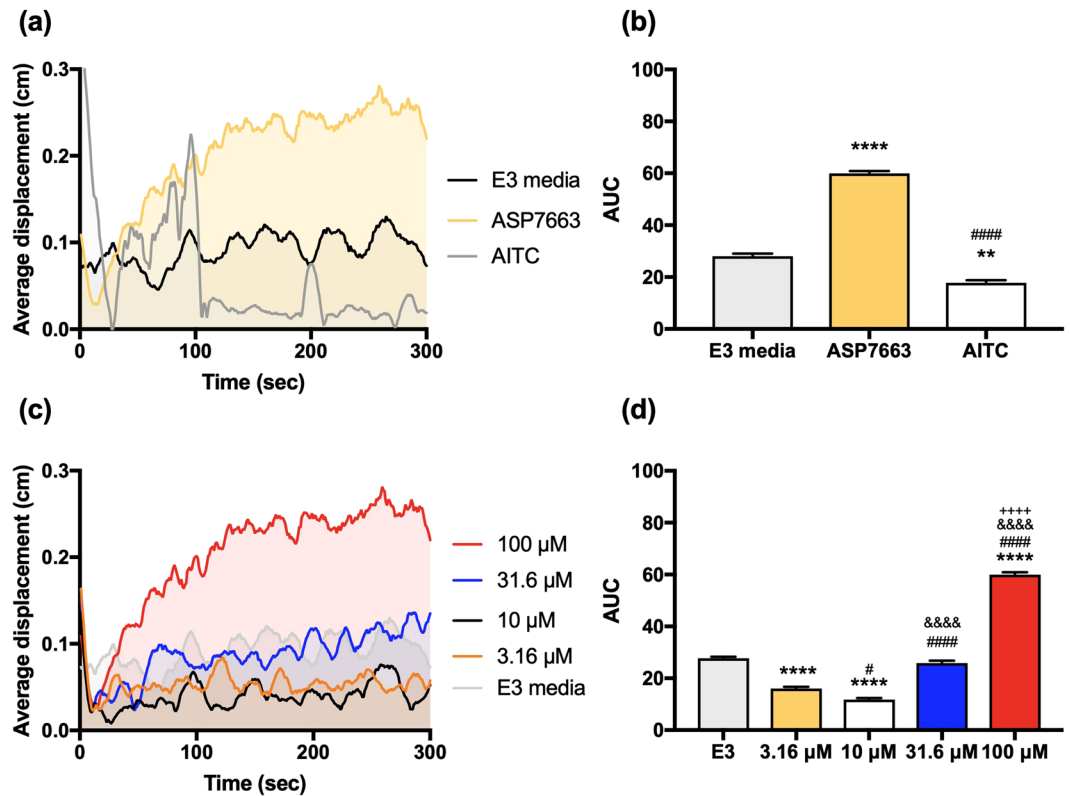 (a)
Average displacement (cm)
0.3
0.2
0.1
0.0
0
100
200
300
Time (sec)
E3 media
ASP7663
AITC
(b)
AUC
100
80
60
40
20
0
****
####
**
E3 media
ASP7663
AITC
(c)
Average displacement (cm)
0.3
0.2
0.1
0.0
0
100
200
300
Time (sec)
100 µM
31.6 µM
10 µM
3.16 µM
E3 media
(d)
AUC
100
80
60
40
20
0
****
#
****
&&&&
####
++++
&&&&
####
****
E3
3.16 µM
10 µM
31.6 µM
100 µM